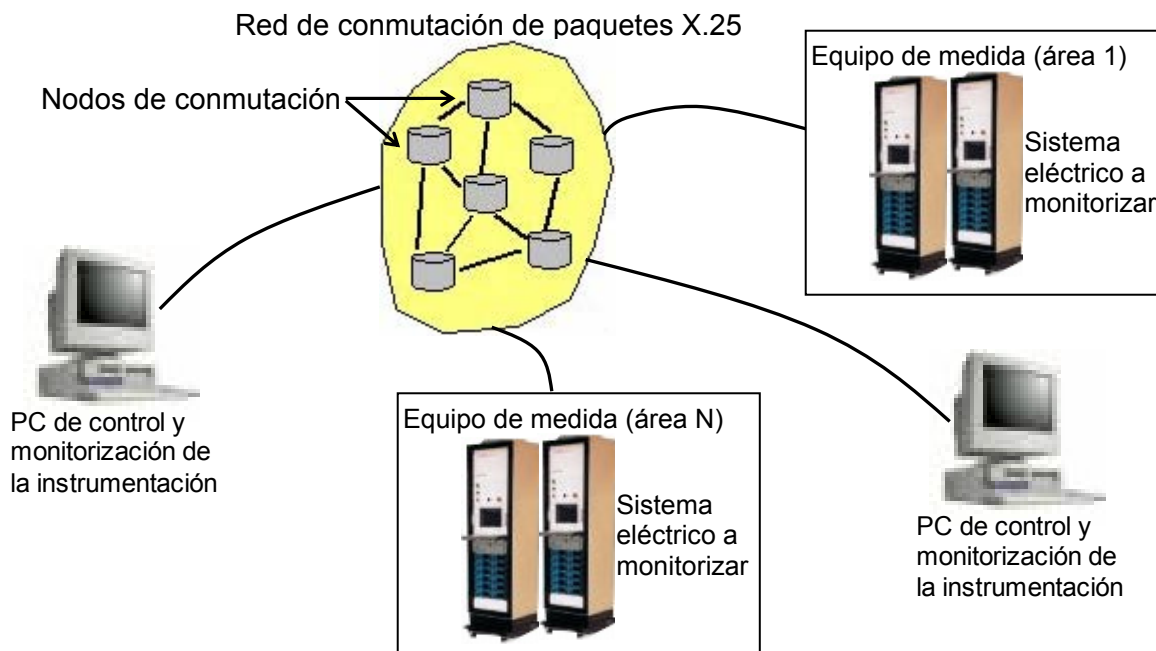 Red de conmutación de paquetes X.25
Nodos de conmutación
Equipo de medida (área 1)
Sistema
eléctrico a
monitorizar
PC de control y
monitorización de
la instrumentación
Equipo de medida (área N)
Sistema
eléctrico a
monitorizar
PC de control y
monitorización de
la instrumentación